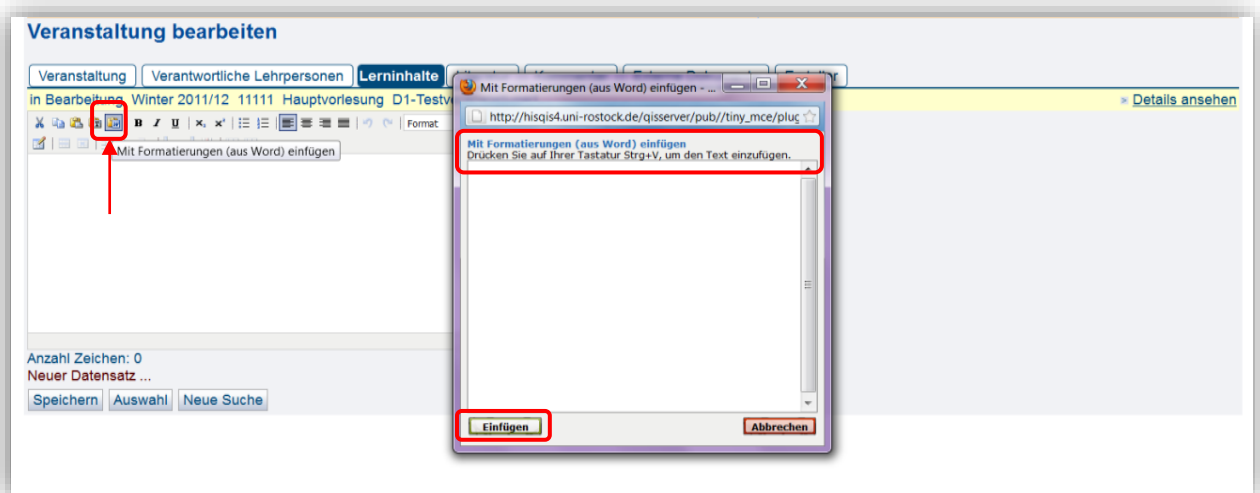 Veranstaltung bearbeiten
Veranstaltung Verantwortliche Lehrpersonen Lerninhalte
in Bearbeitung Winter 2011/12 11111 Hauptvorlesung
Details ansehen
B I U Format
Mit Formatierungen (aus Word) einfügen
Mit Formatierungen (aus Word) einfügen - ...
http://hisqis4.uni-rostock.de/qisserver/pub//tiny_mce/plug
Mit Formatierungen (aus Word) einfügen
Drücken Sie auf Ihrer Tastatur Strg+V, um den Text einzufügen.
Anzahl Zeichen: 0
Neuer Datensatz ...
Speichern Auswahl Neue Suche
Einfügen Abbrechen